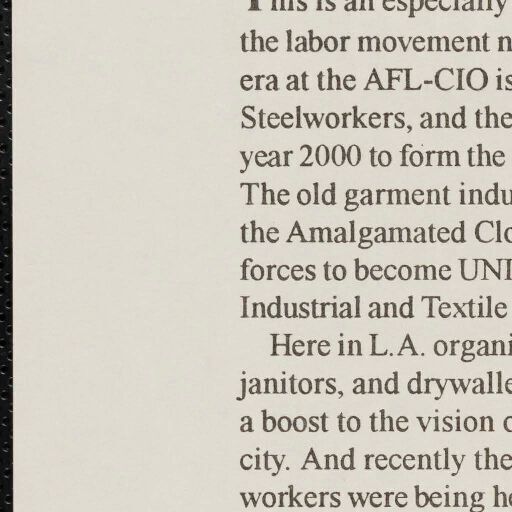 This is an especially
the labor movement
era at the AFL-CIO is
Steelworkers, and the
year 2000 to form the
The old garment indu
the Amalgamated Clo
forces to become UNI
Industrial and Textile
Here in L.A. organi
janitors, and drywalle
a boost to the vision
city. And recently the
workers were being he